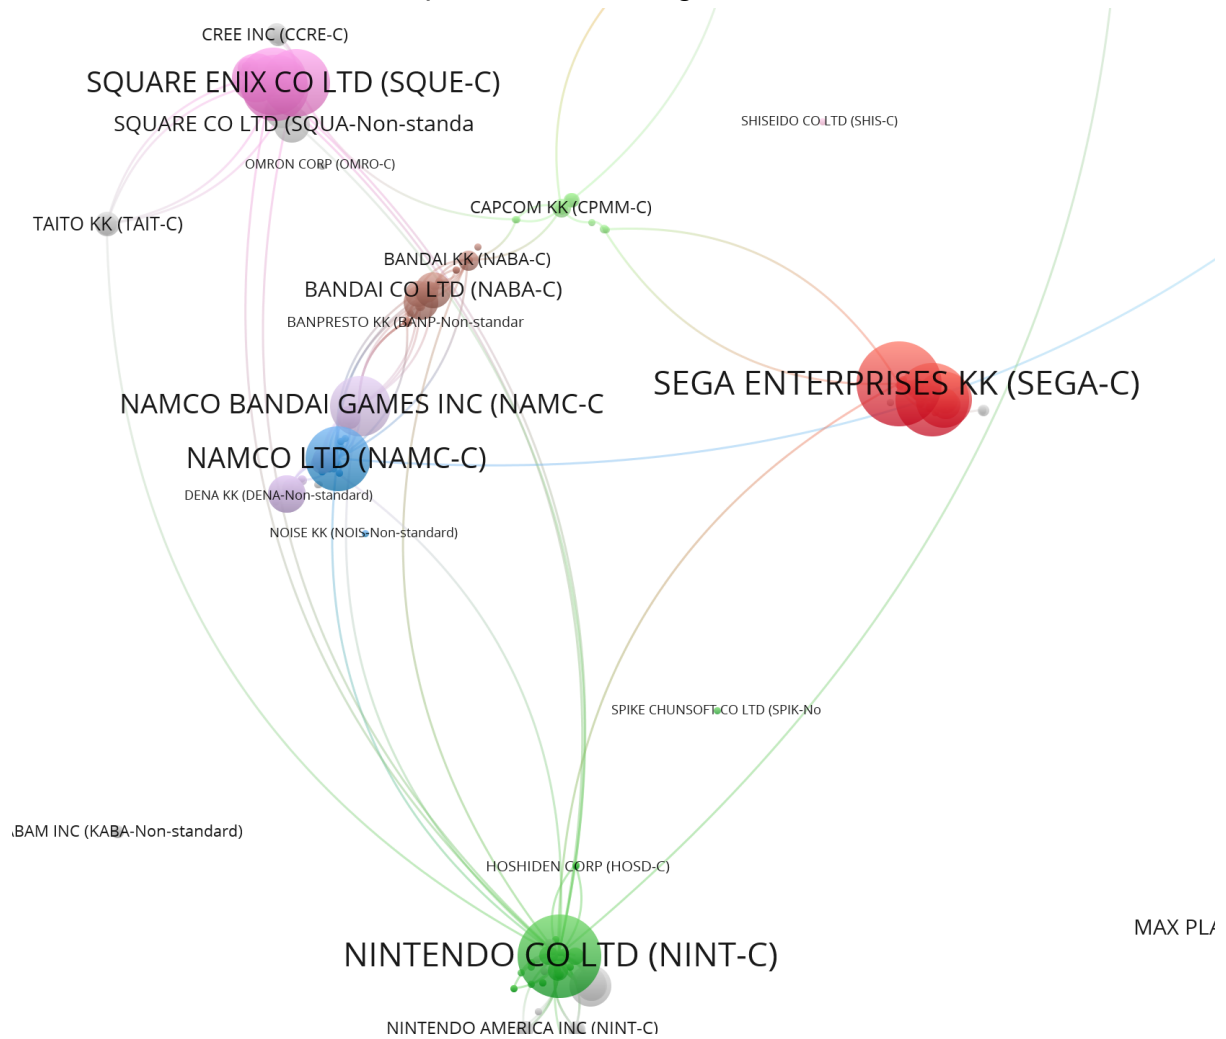 CREE INC (CCRE-C)
SQUARE ENIX CO LTD (SQUE-C)
SQUARE CO LTD (SQUA-Non-standa
SHISEIDO CO LTD (SHIS-C)
OMRON CORP (OMRO-C)
CAPCOM KK (CPMM-C)
TAITO KK (TAIT-C)
BANDAI KK (NABA-C)
BANDAI CO LTD (NABA-C)
BANPRESTO KK (BANP-Non-standar
SEGA ENTERPRISES KK (SEGA-C)
NAMCO BANDAI GAMES INC (NAMC-C
NAMCO LTD (NAMC-C)
DENA KK (DENA-Non-standard)
NOISE KK (NOIS-Non-standard)
SPIKE CHUNSOFT CO LTD (SPIK-No
ABAM INC (KABA-Non-standard)
HOSHIDEN CORP (HOSD-C)
MAX PLA
NINTENDO CO LTD (NINT-C)
NINTENDO AMERICA INC (NINT-C)